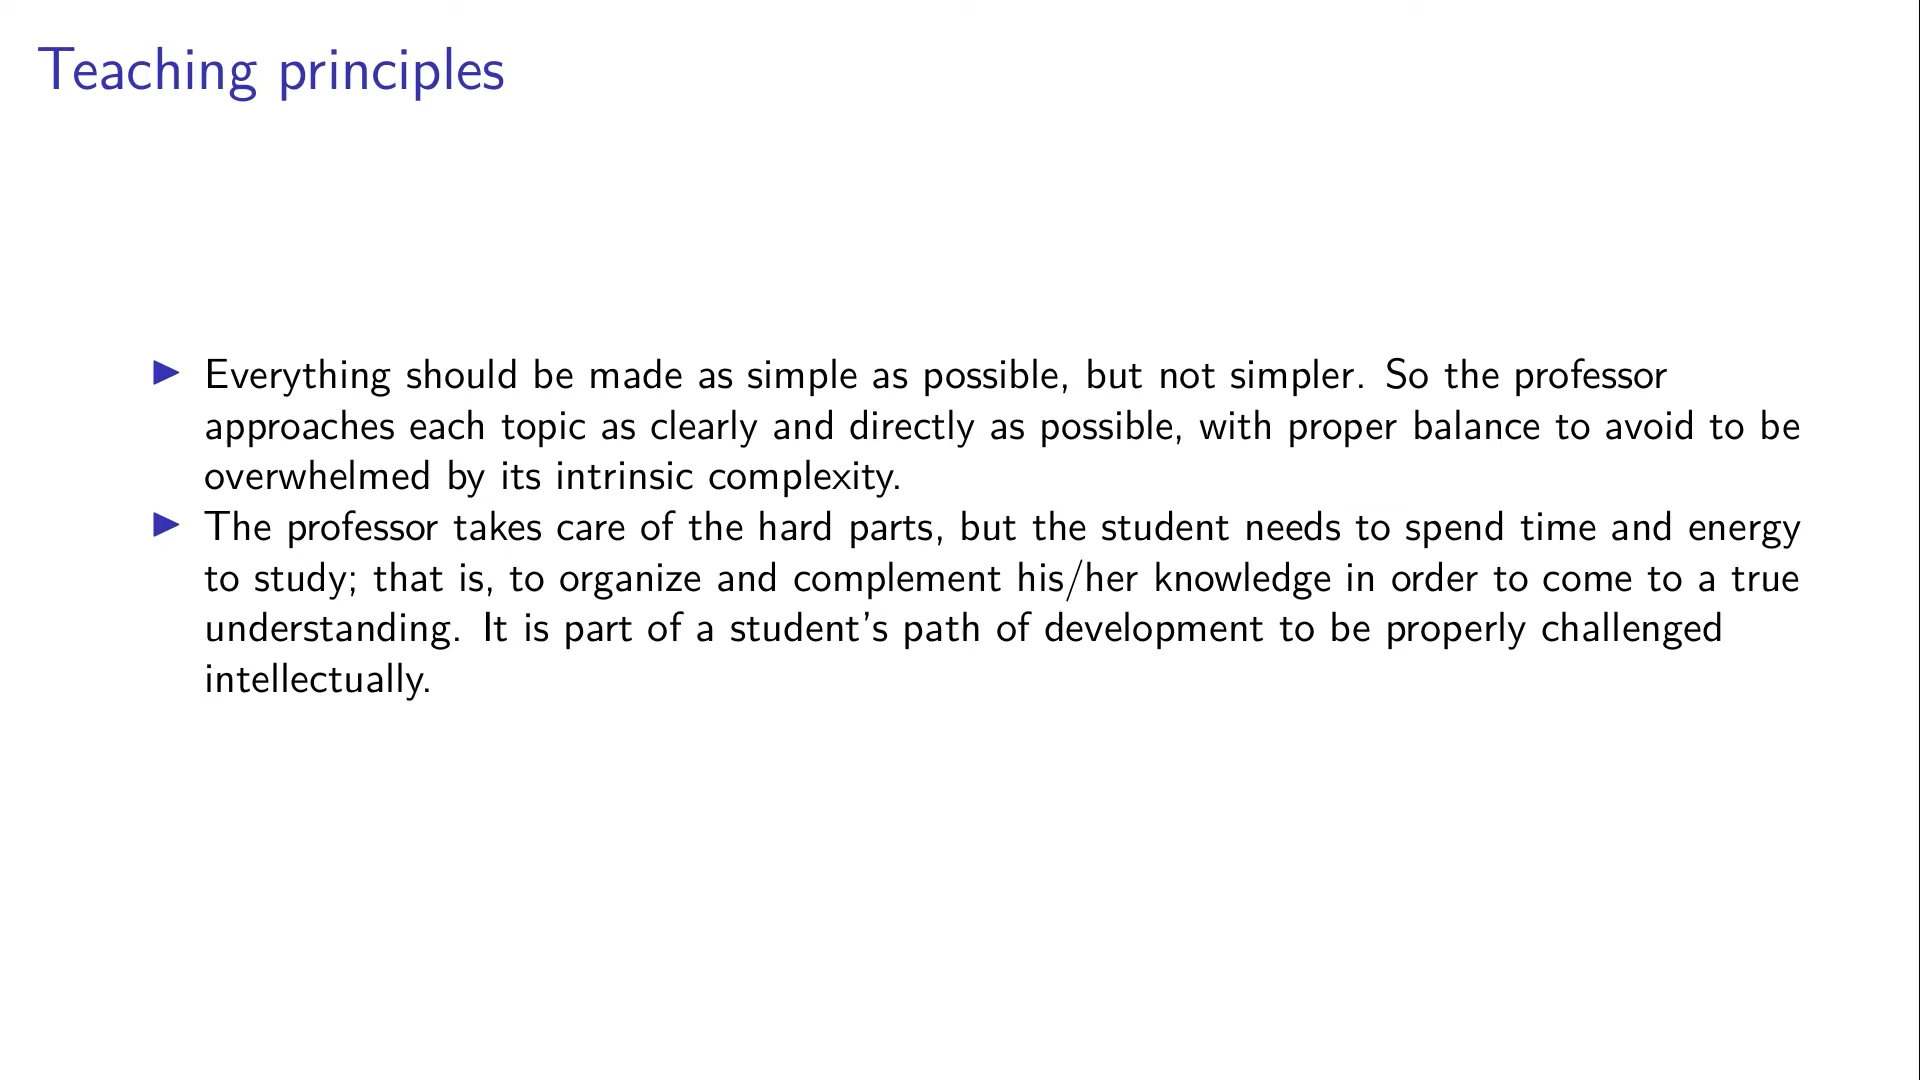 Teaching principles
▶ Everything should be made as simple as possible, but not simpler. So the professor
approaches each topic as clearly and directly as possible, with proper balance to avoid to be
overwhelmed by its intrinsic complexity.
▶ The professor takes care of the hard parts, but the student needs to spend time and energy
to study; that is, to organize and complement his/her knowledge in order to come to a true
understanding. It is part of a student's path of development to be properly challenged
intellectually.